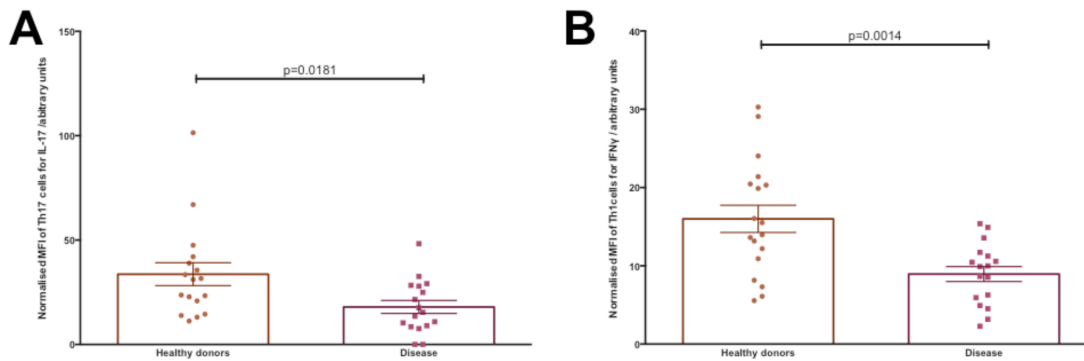 A
Normalised MFI of Th17 cells for IL-17 /abitrary units
150
100
50
0
p=0.0181
Healthy donors
Disease
B
Normalised MFI of Th1cells for IFNγ / arbitrary units
40
30
20
10
0
p=0.0014
Healthy donors
Disease